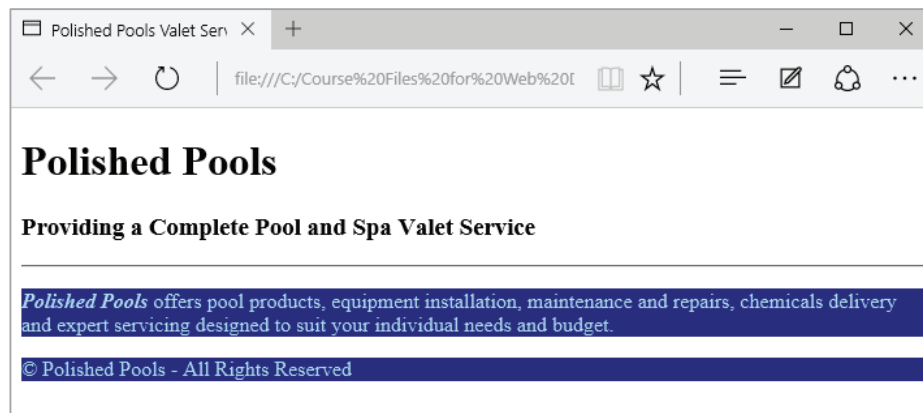 Polished Pools Valet Serv
file:///C:/Course%20Files%20for%20Web%20D
Polished Pools
Providing a Complete Pool and Spa Valet Service
Polished Pools offers pool products, equipment installation, maintenance and repairs, chemicals delivery
and expert servicing designed to suit your individual needs and budget.
© Polished Pools - All Rights Reserved